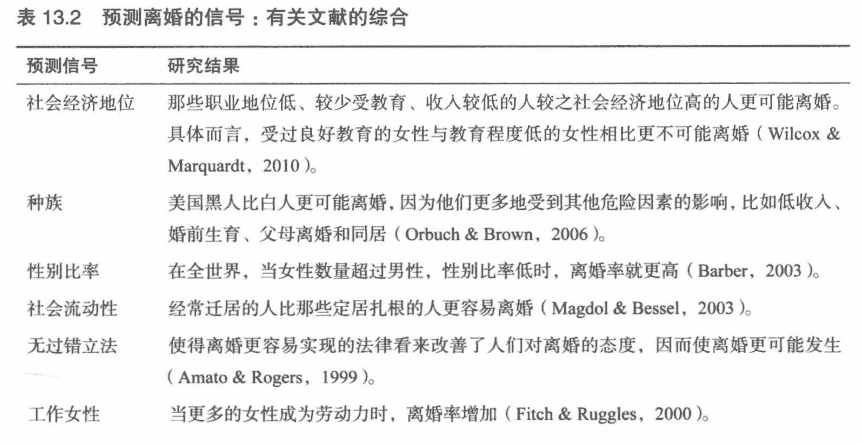 表 13.2 预测离婚的信号：有关文献的综合
预测信号 研究结果
社会经济地位 那些职业地位低、较少受教育、收入较低的人较之社会经济地位高的人更可能离婚。
具体而言，受过良好教育的女性与教育程度低的女性相比更不可能离婚（Wilcox &
Marquardt，2010）。
种族 美国黑人比白人更可能离婚，因为他们更多地受到其他危险因素的影响，比如低收入、
婚前生育、父母离婚和同居（Orbuch & Brown，2006）。
性别比率 在全世界，当女性数量超过男性，性别比率低时，离婚率就更高（Barber，2003）。
社会流动性 经常迁居的人比那些定居扎根的人更容易离婚（Magdol & Bessel，2003）。
无过错立法 使得离婚更容易实现的法律看来改善了人们对离婚的态度，因而使离婚更可能发生
（Amato & Rogers，1999）。
工作女性 当更多的女性成为劳动力时，离婚率增加（Fitch & Ruggles，2000）。